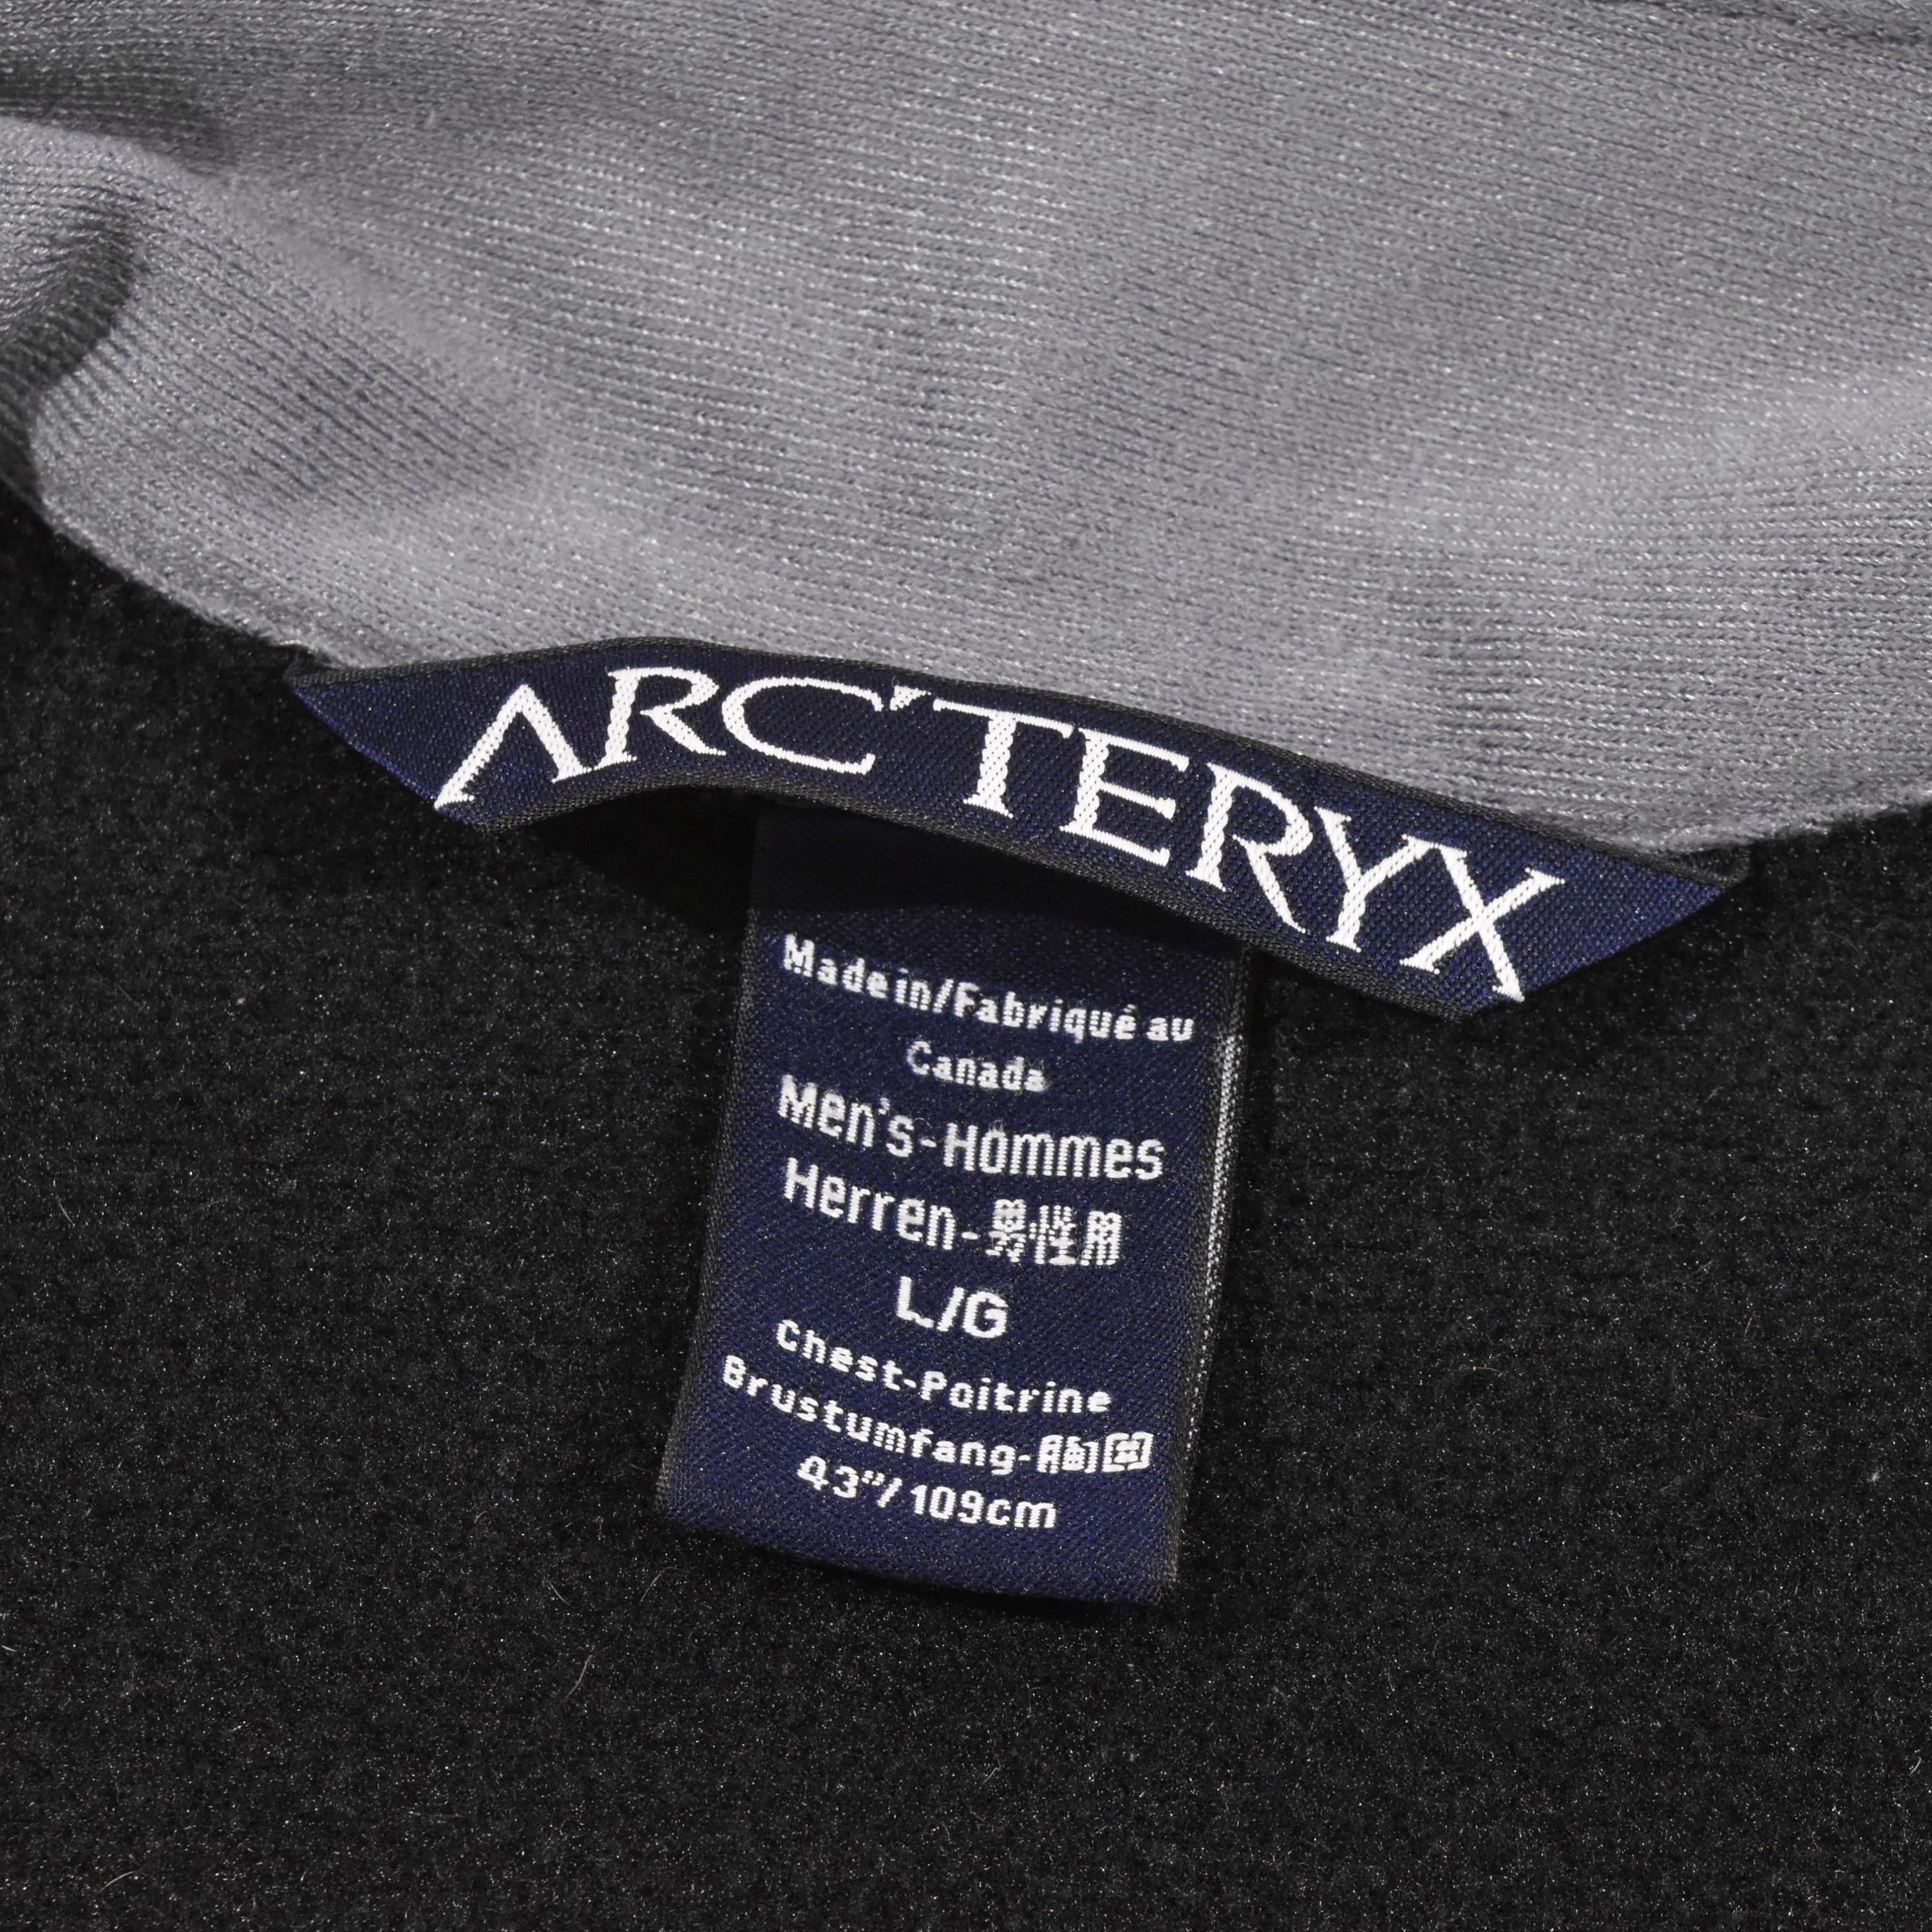 ARC'TERYX
Made in/Fabriqué au
Canada
Men's-Hommes
Herren-男性用
L/G
Chest-Poitrine
Brustumfang-胸囲
43"/109cm